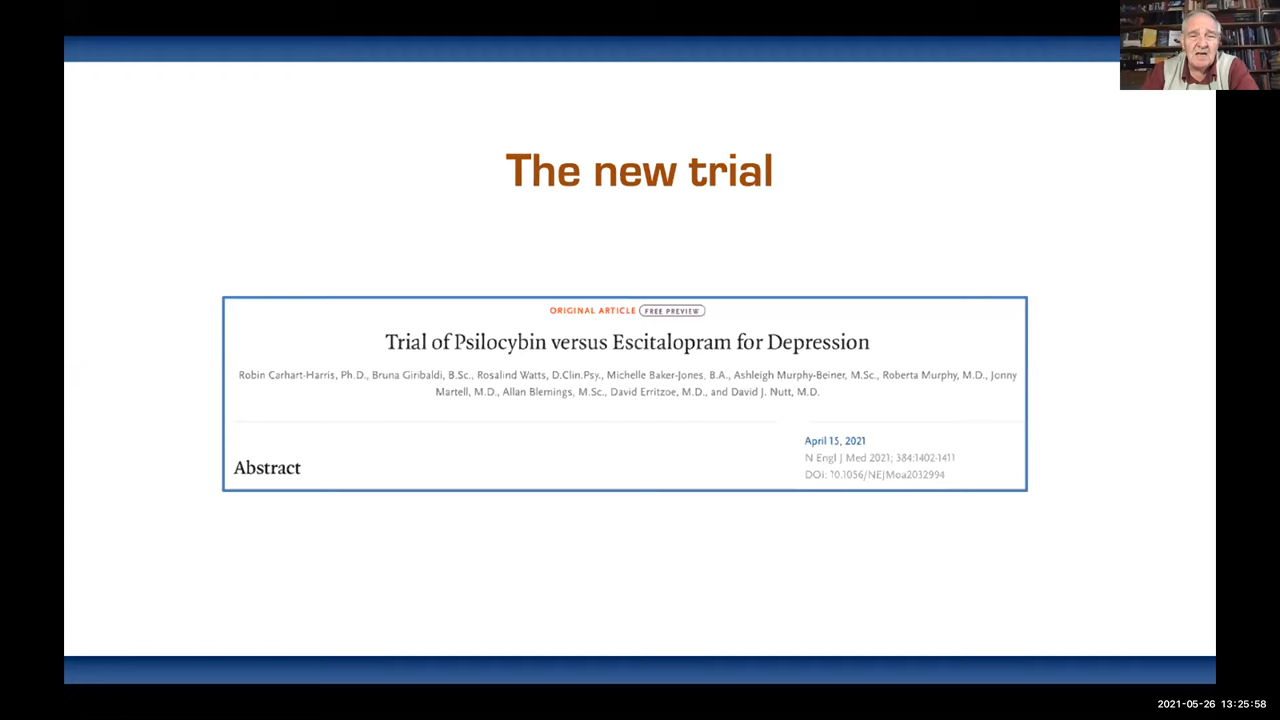 The new trial
ORIGINAL ARTICLE FREE PREVIEW
Trial of Psilocybin versus Escitalopram for Depression
Robin Carhart-Harris, Ph.D., Bruna Giribaldi, B.Sc., Rosalind Watts, D.Clin.Psy., Michelle Baker-Jones, B.A., Ashleigh Murphy-Beiner, M.Sc., Roberta Murphy, M.D., Jonny
Martell, M.D., Allan Blemings, M.Sc., David Erritzoe, M.D., and David J. Nutt, M.D.
April 15, 2021
N Engl J Med 2021; 384:1402-1411
Abstract
DOI: 10.1056/NEJMoa2032994
2021-05-26 13:25:58